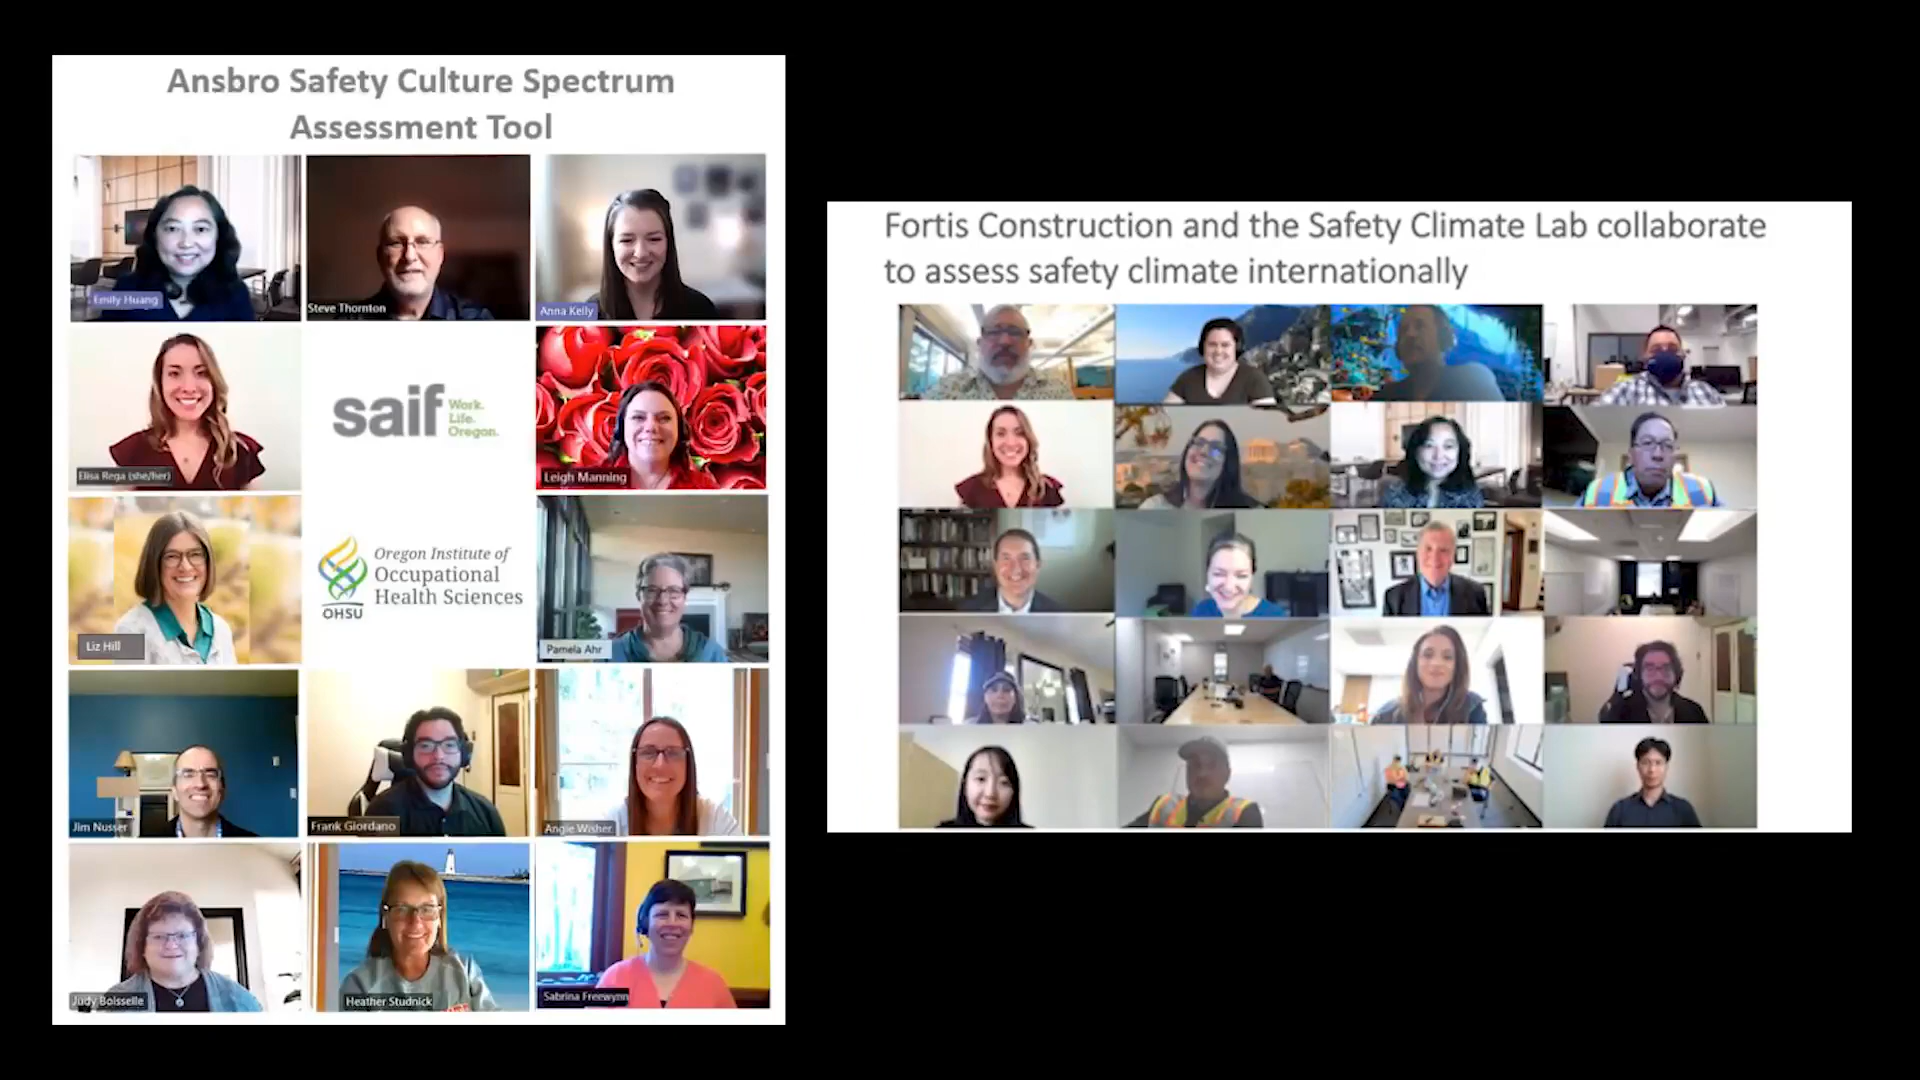 Ansbro Safety Culture Spectrum
Assessment Tool
Emily Huang
Steve Thornton
Anna Kelly
Elisa Rega (she/her)
saif
Work.
Life.
Oregon.
Leigh Manning
Liz Hill
OHSU
Oregon Institute of
Occupational
Health Sciences
Pamela Ahr
Jim Nusser
Frank Giordano
Angie Wisher
Judy Boisselle
Heather Studnick
Sabrina Freewynn
Fortis Construction and the Safety Climate Lab collaborate
to assess safety climate internationally